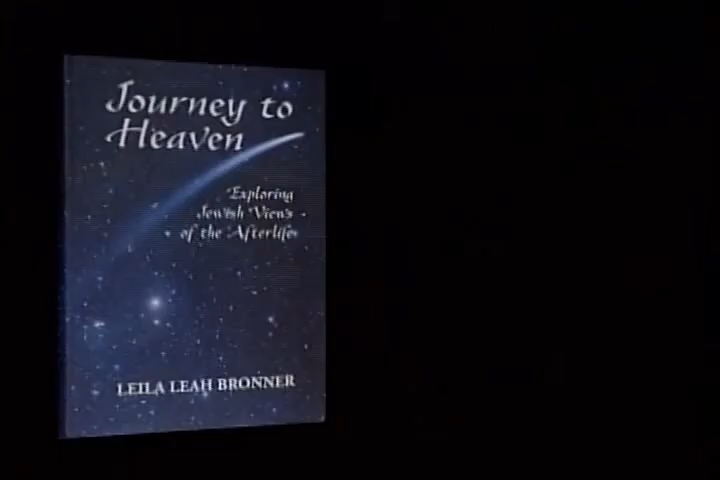 Journey to
Heaven
Exploring
Jewish Views
of the Afterlife
LEILA LEAH BRONNER